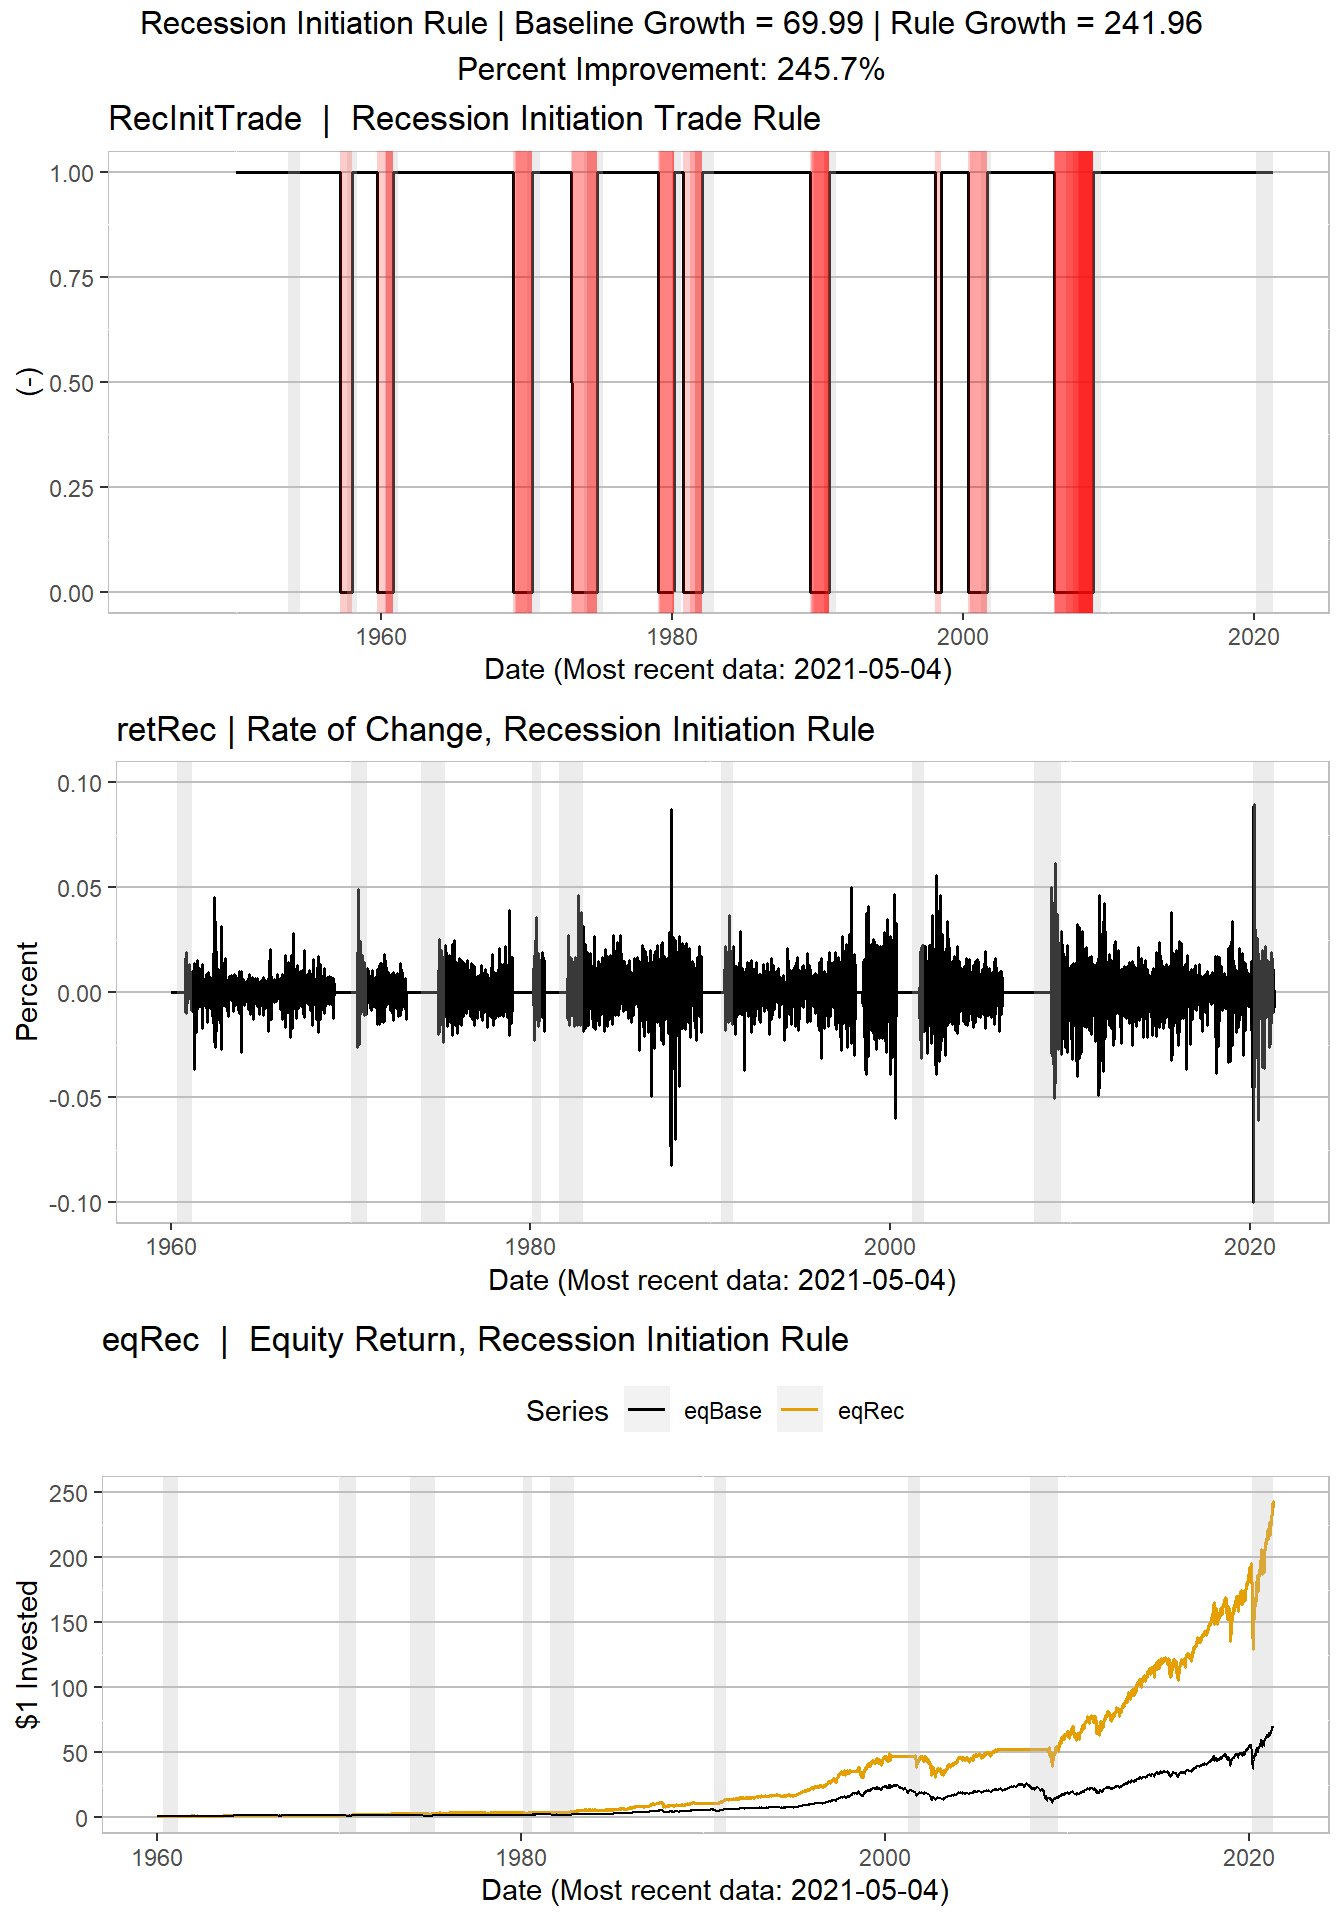 Recession Initiation Rule | Baseline Growth = 69.99 | Rule Growth = 241.96
Percent Improvement: 245.7%
RecInitTrade | Recession Initiation Trade Rule
1.00
0.75
0.50
0.25
0.00
(-)
1960 1980 2000 2020
Date (Most recent data: 2021-05-04)
retRec | Rate of Change, Recession Initiation Rule
0.10
0.05
0.00
-0.05
-0.10
Percent
1960 1980 2000 2020
Date (Most recent data: 2021-05-04)
eqRec | Equity Return, Recession Initiation Rule
Series eqBase eqRec
250
200
150
100
50
0
$1 Invested
1960 1980 2000 2020
Date (Most recent data: 2021-05-04)